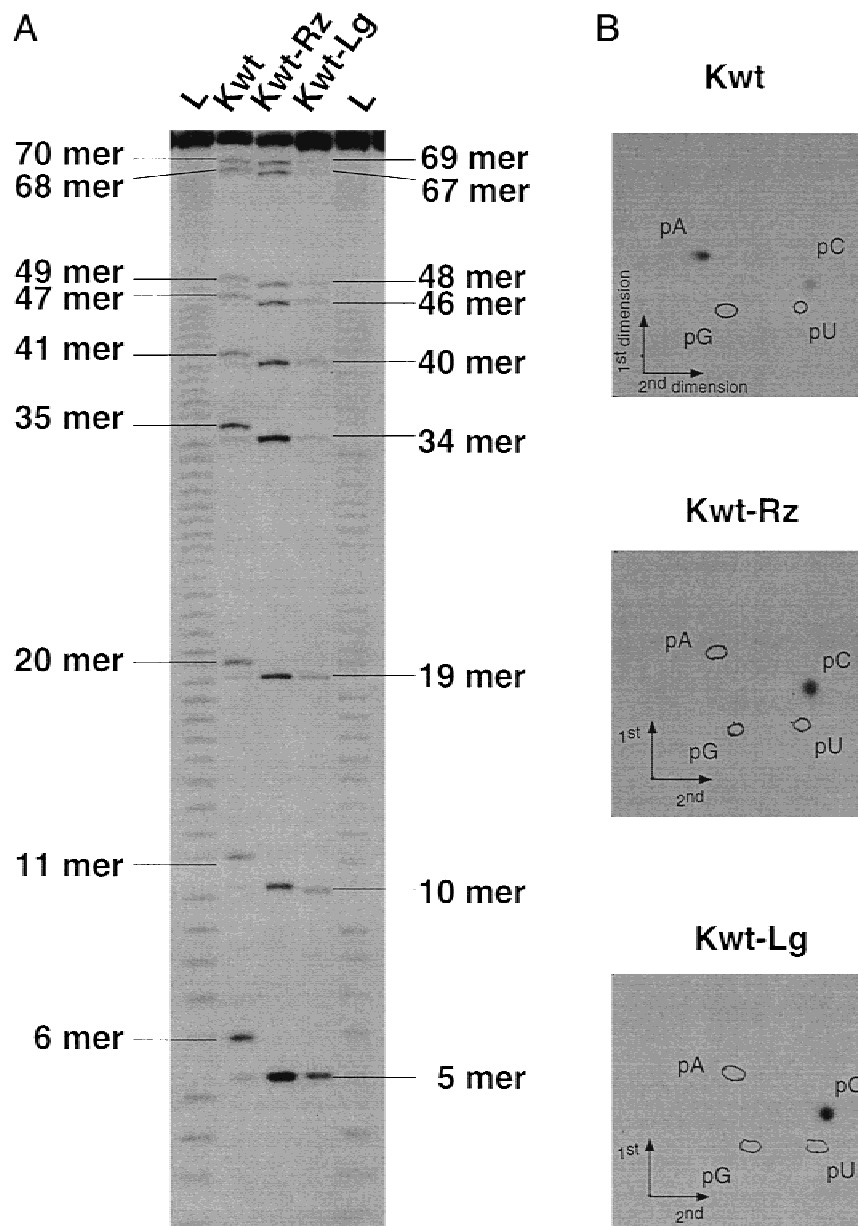 A
L Kwt Kwt-Rz Kwt-Lg L
70 mer
68 mer
49 mer
47 mer
41 mer
35 mer
20 mer
11 mer
6 mer
69 mer
67 mer
48 mer
46 mer
40 mer
34 mer
19 mer
10 mer
5 mer
B
Kwt
pA
pC
pG
pU
1st dimension
2nd dimension
Kwt-Rz
pA
pC
pG
pU
1st
2nd
Kwt-Lg
pA
pC
pG
pU
1st
2nd